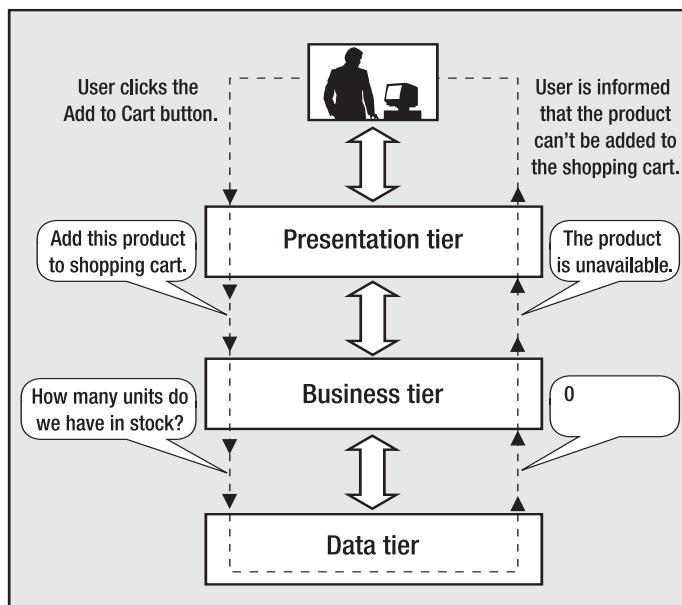 User clicks the
Add to Cart button.
User is informed
that the product
can't be added to
the shopping cart.
Presentation tier
Add this product
to shopping cart.
The product
is unavailable.
Business tier
How many units do
we have in stock?
0
Data tier